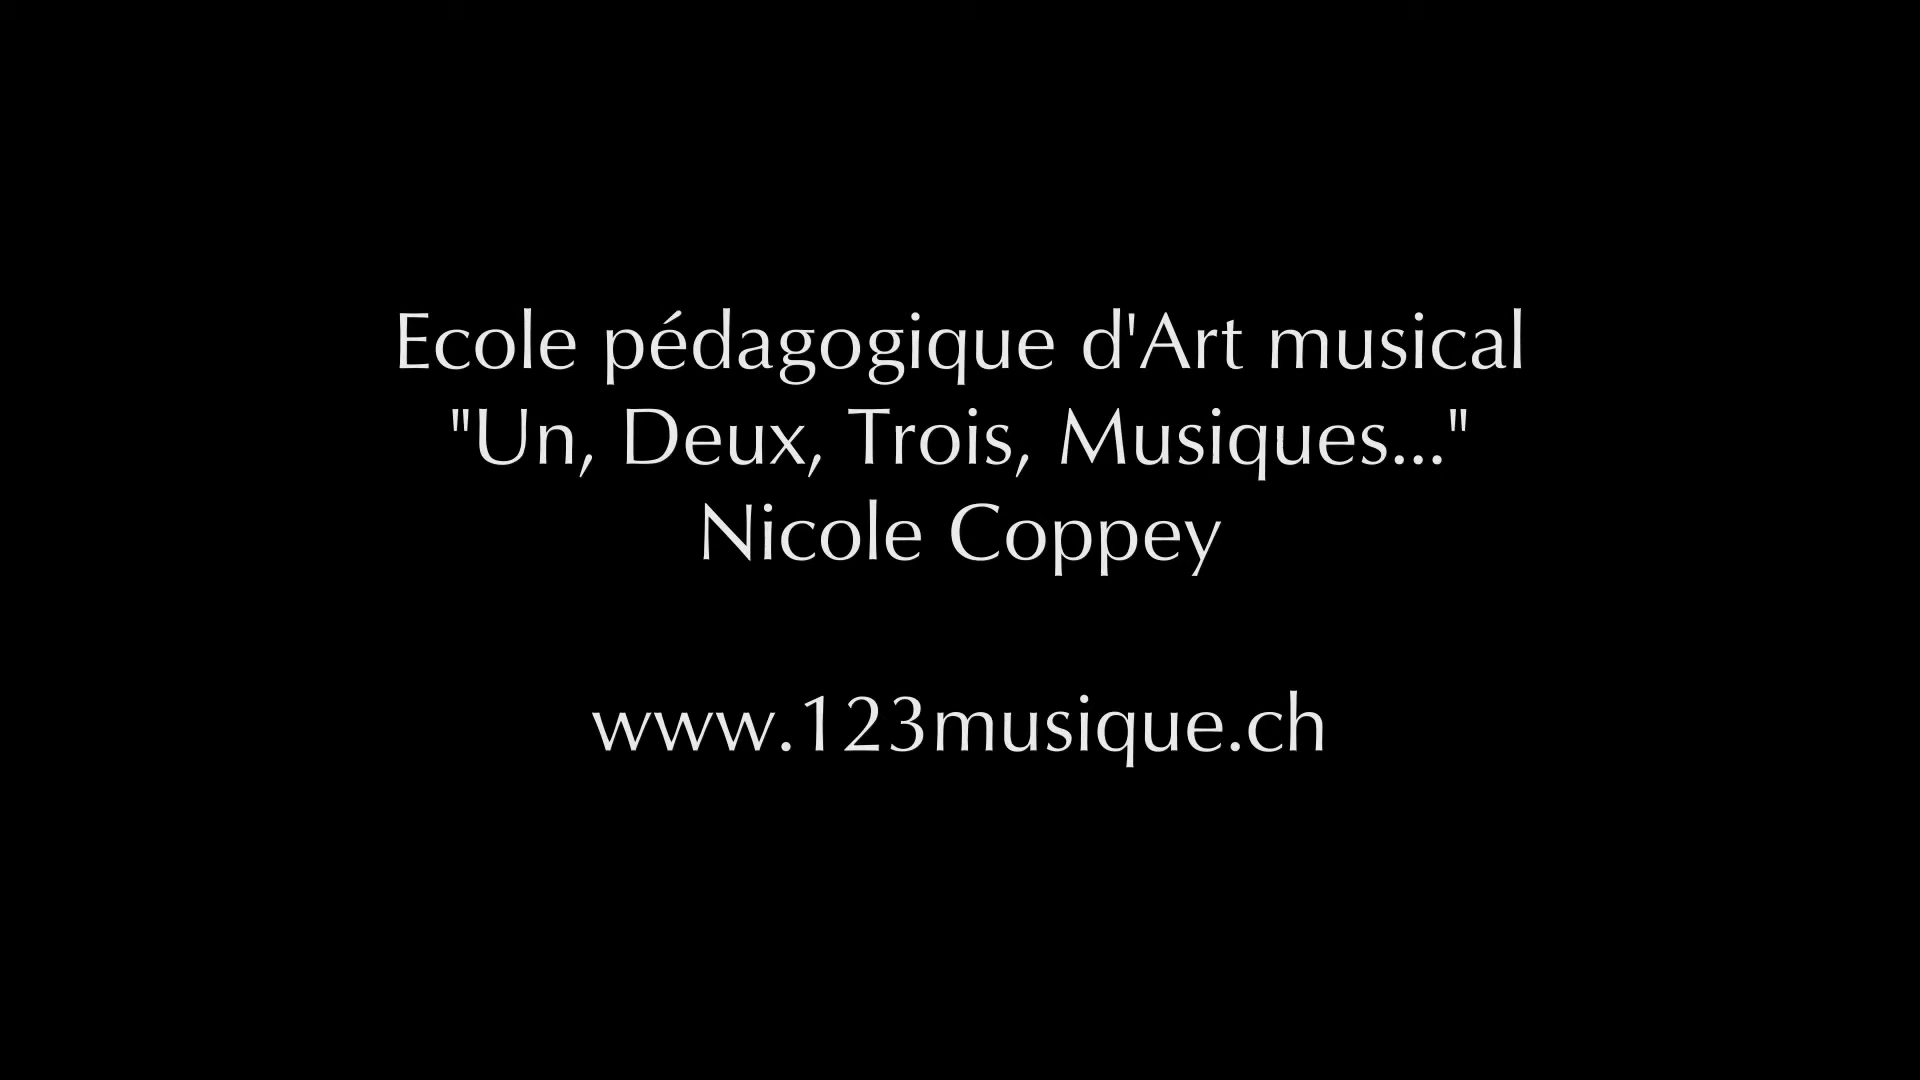 Ecole pédagogique d'Art musical
"Un, Deux, Trois, Musiques..."
Nicole Coppey
www.123musique.ch